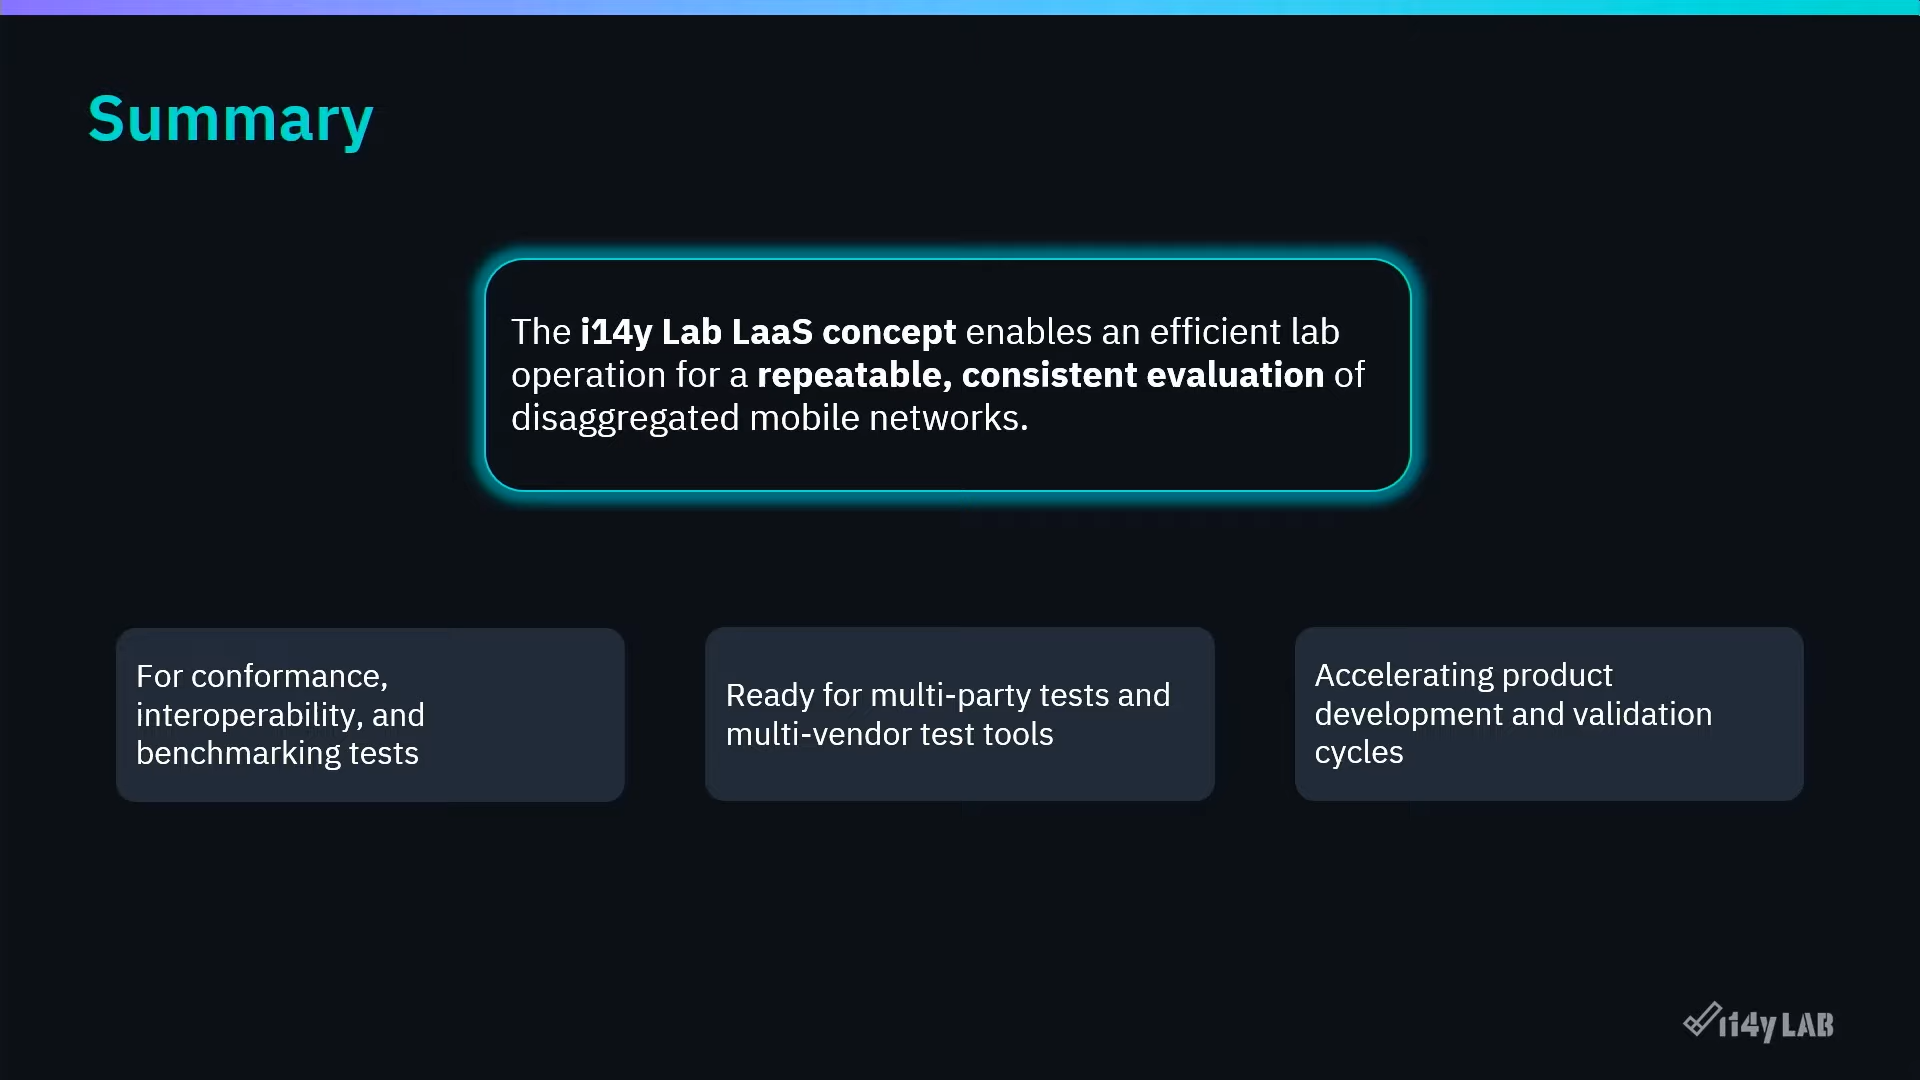 Summary
The i14y Lab LaaS concept enables an efficient lab
operation for a repeatable, consistent evaluation of
disaggregated mobile networks.
For conformance,
interoperability, and
benchmarking tests
Ready for multi-party tests and
multi-vendor test tools
Accelerating product
development and validation
cycles
i14y LAB